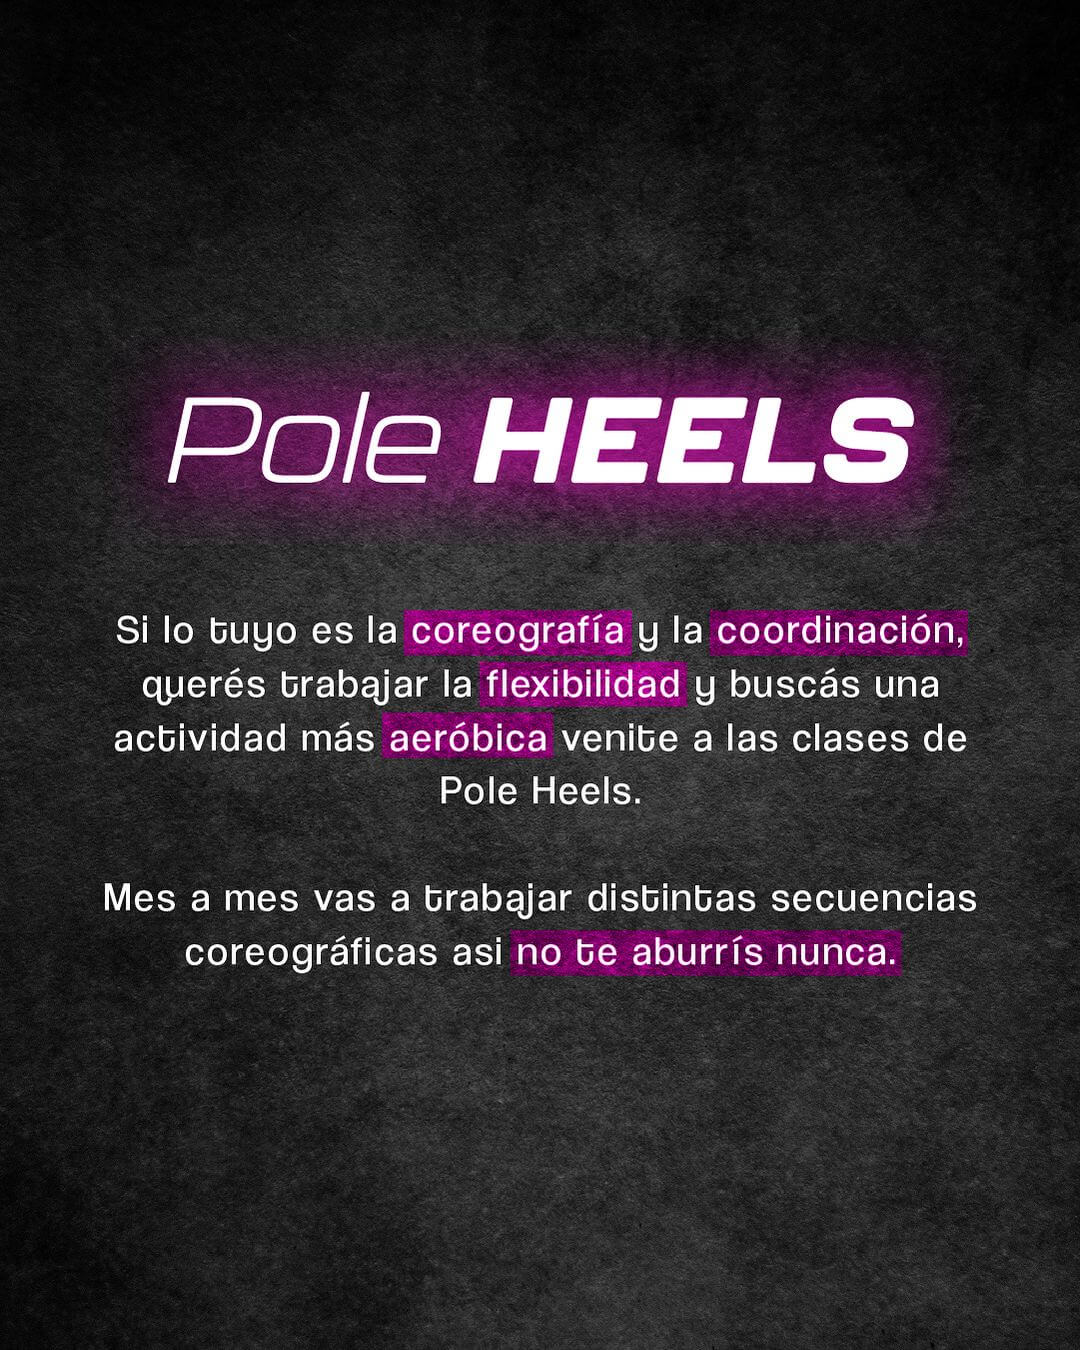 Pole HEELS
Si lo tuyo es la coreografía y la coordinación,
querés trabajar la flexibilidad y buscás una
actividad más aeróbica venite a las clases de
Pole Heels.
Mes a mes vas a trabajar distintas secuencias
coreográficas asi no te aburrís nunca.